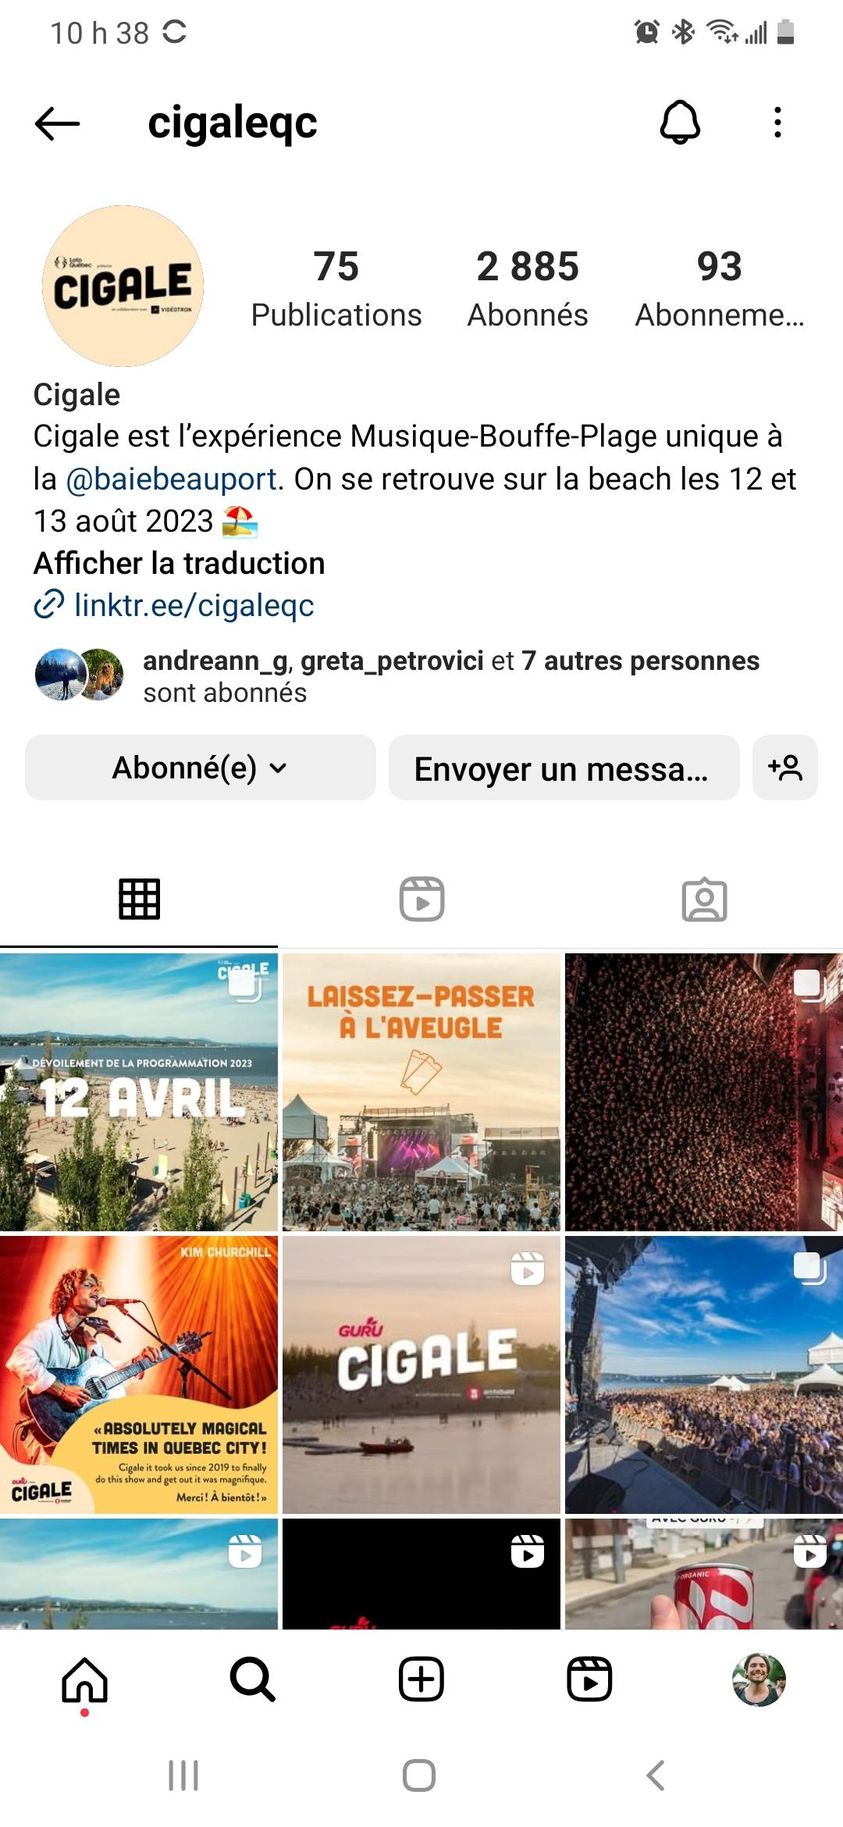 10 h 38
cigaleqc
Loto Québec
CIGALE
VIDÉOTRON
75
Publications
2 885
Abonnés
93
Abonneme...
Cigale
Cigale est l’expérience Musique-Bouffe-Plage unique à
la @baiebeauport. On se retrouve sur la beach les 12 et
13 août 2023
Afficher la traduction
linktr.ee/cigaleqc
andreann_g, greta_petrovici et 7 autres personnes
sont abonnés
Abonné(e)
Envoyer un messa...
CIGALE
DÉVOILEMENT DE LA PROGRAMMATION 2023
12 AVRIL
LAISSEZ-PASSER
À L'AVEUGLE
KIM CHURCHILL
«ABSOLUTELY MAGICAL
TIMES IN QUEBEC CITY!
Cigale it took us since 2019 to finally
do this show and get out it was magnifique.
Merci! À bientôt!»
GURU
CIGALE
GURU
CIGALE
AVEC GURU
ORGANIC